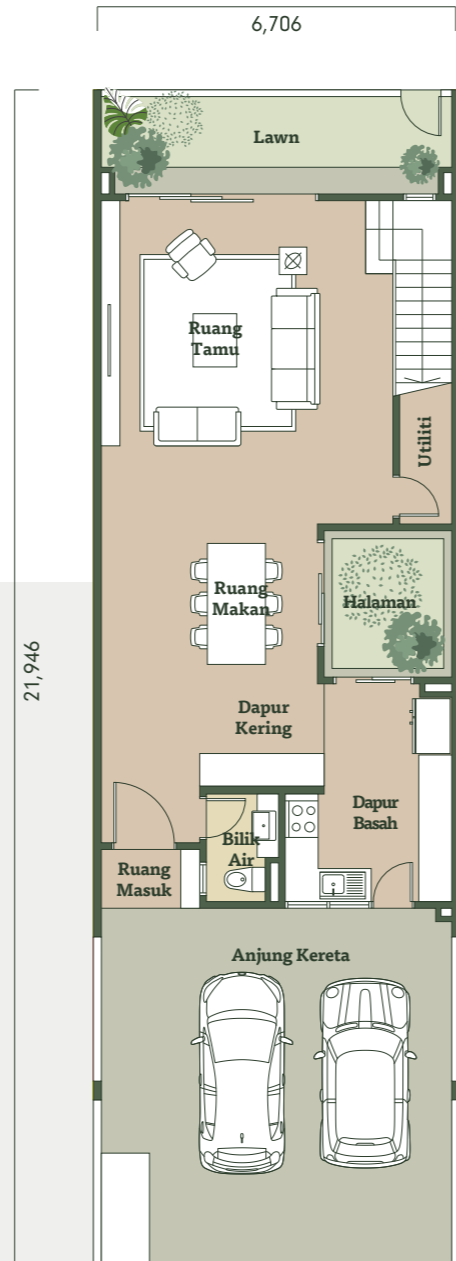 6,706
Lawn
Ruang
Tamu
Utiliti
Ruang
Makan
Halaman
21,946
Dapur
Kering
Dapur
Basah
Bilik
Air
Ruang
Masuk
Anjung Kereta